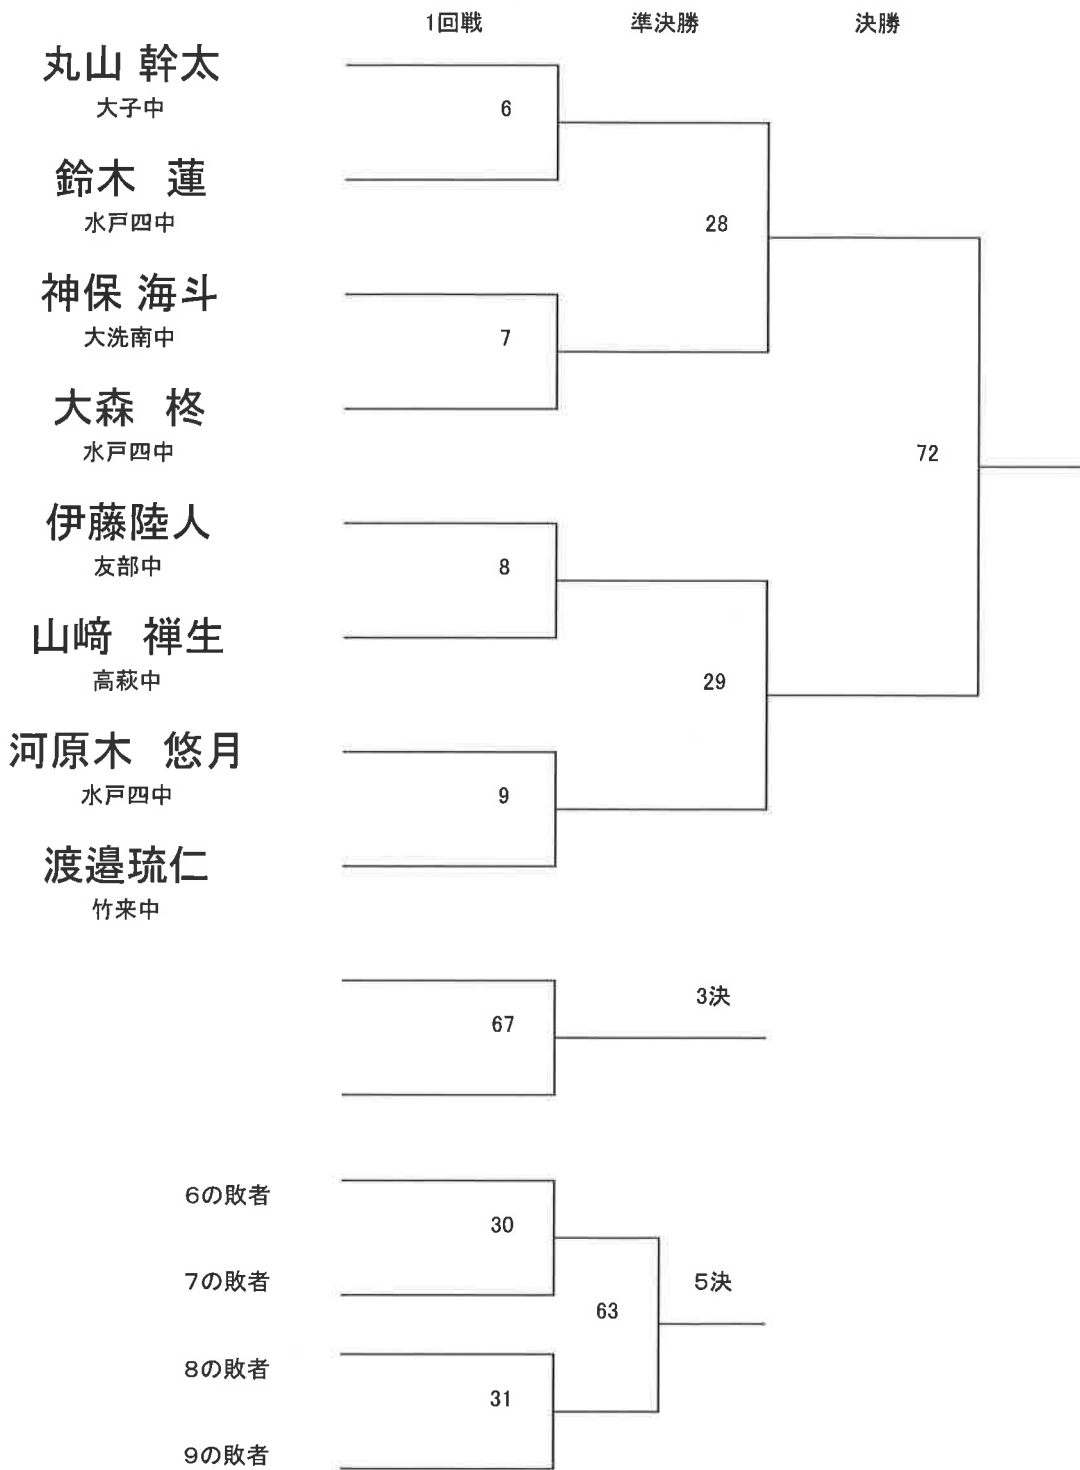 1回戦 準決勝 決勝
丸山 幹太
大子中
6
鈴木 蓮
水戸四中
28
神保 海斗
大洗南中
7
大森 柊
水戸四中
72
伊藤陸人
友部中
8
山﨑 禅生
高萩中
29
河原木 悠月
水戸四中
9
渡邉琉仁
竹来中
67
3決
6の敗者
30
7の敗者
5決
63
8の敗者
31
9の敗者